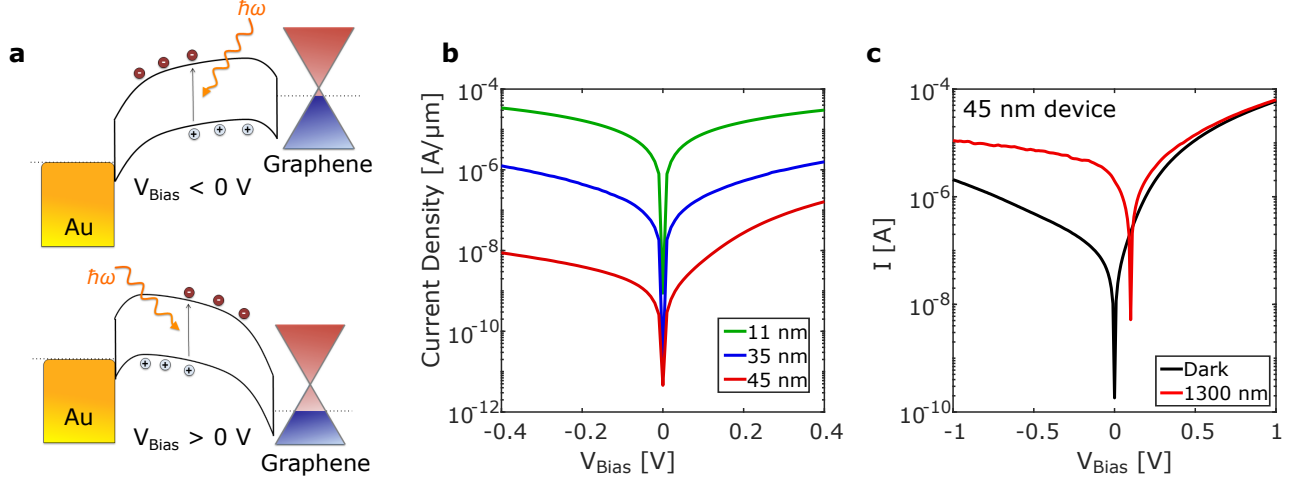 a
ħω
- - -
+ + +
Graphene
V_Bias < 0 V
Au
ħω
- - -
+ + +
Au
V_Bias > 0 V
Graphene
b
Current Density [A/μm]
10^-4
10^-6
10^-8
10^-10
10^-12
11 nm
35 nm
45 nm
-0.4 -0.2 0 0.2 0.4
V_Bias [V]
c
45 nm device
I [A]
10^-4
10^-6
10^-8
10^-10
Dark
1300 nm
-1 -0.5 0 0.5 1
V_Bias [V]